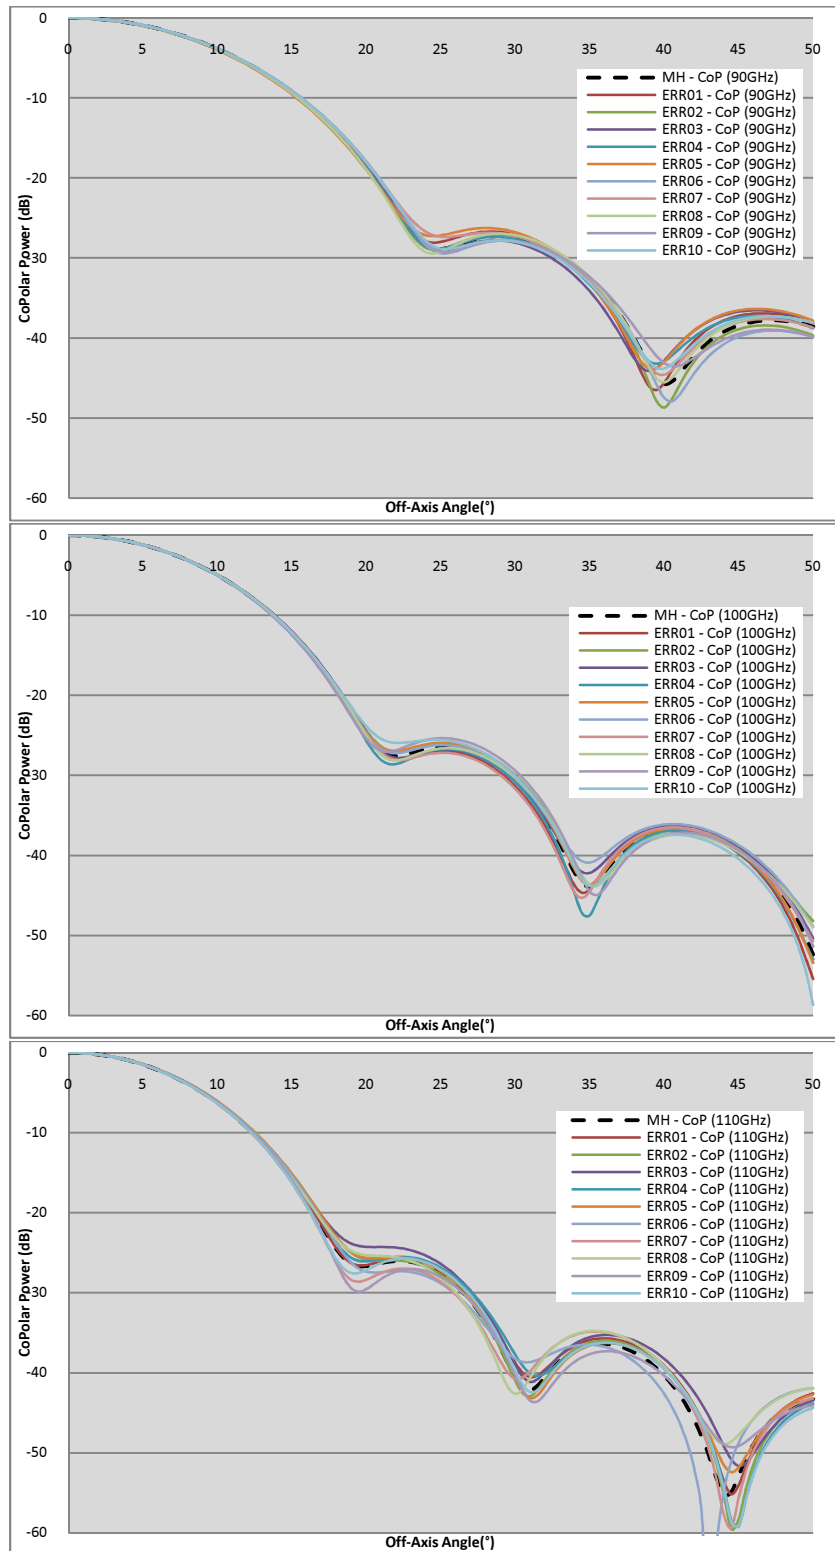 0
0 5 10 15 20 25 30 35 40 45 50
-10
-20
-30
-40
-50
-60
CoPolar Power (dB)
Off-Axis Angle(°)
MH - CoP (90GHz)
ERR01 - CoP (90GHz)
ERR02 - CoP (90GHz)
ERR03 - CoP (90GHz)
ERR04 - CoP (90GHz)
ERR05 - CoP (90GHz)
ERR06 - CoP (90GHz)
ERR07 - CoP (90GHz)
ERR08 - CoP (90GHz)
ERR09 - CoP (90GHz)
ERR10 - CoP (90GHz)
0
0 5 10 15 20 25 30 35 40 45 50
-10
-20
-30
-40
-50
-60
CoPolar Power (dB)
Off-Axis Angle(°)
MH - CoP (100GHz)
ERR01 - CoP (100GHz)
ERR02 - CoP (100GHz)
ERR03 - CoP (100GHz)
ERR04 - CoP (100GHz)
ERR05 - CoP (100GHz)
ERR06 - CoP (100GHz)
ERR07 - CoP (100GHz)
ERR08 - CoP (100GHz)
ERR09 - CoP (100GHz)
ERR10 - CoP (100GHz)
0
0 5 10 15 20 25 30 35 40 45 50
-10
-20
-30
-40
-50
-60
CoPolar Power (dB)
Off-Axis Angle(°)
MH - CoP (110GHz)
ERR01 - CoP (110GHz)
ERR02 - CoP (110GHz)
ERR03 - CoP (110GHz)
ERR04 - CoP (110GHz)
ERR05 - CoP (110GHz)
ERR06 - CoP (110GHz)
ERR07 - CoP (110GHz)
ERR08 - CoP (110GHz)
ERR09 - CoP (110GHz)
ERR10 - CoP (110GHz)